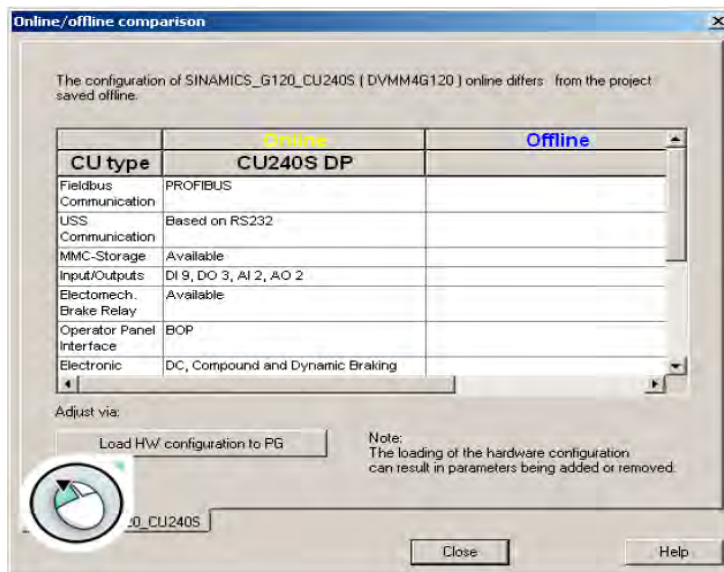 Online/offline comparison
The configuration of SINAMICS_G120_CU240S ( DVMM4G120 ) online differs from the project
saved offline.
Online Offline
CU type CU240S DP
Fieldbus PROFIBUS
Communication
USS Based on RS232
Communication
MMC-Storage Available
Input/Outputs DI 9, DO 3, AI 2, AO 2
Electomech. Available
Brake Relay
Operator Panel BOP
Interface
Electronic DC, Compound and Dynamic Braking
Adjust via:
Load HW configuration to PG
Note:
The loading of the hardware configuration
can result in parameters being added or removed.
20_CU240S
Close Help